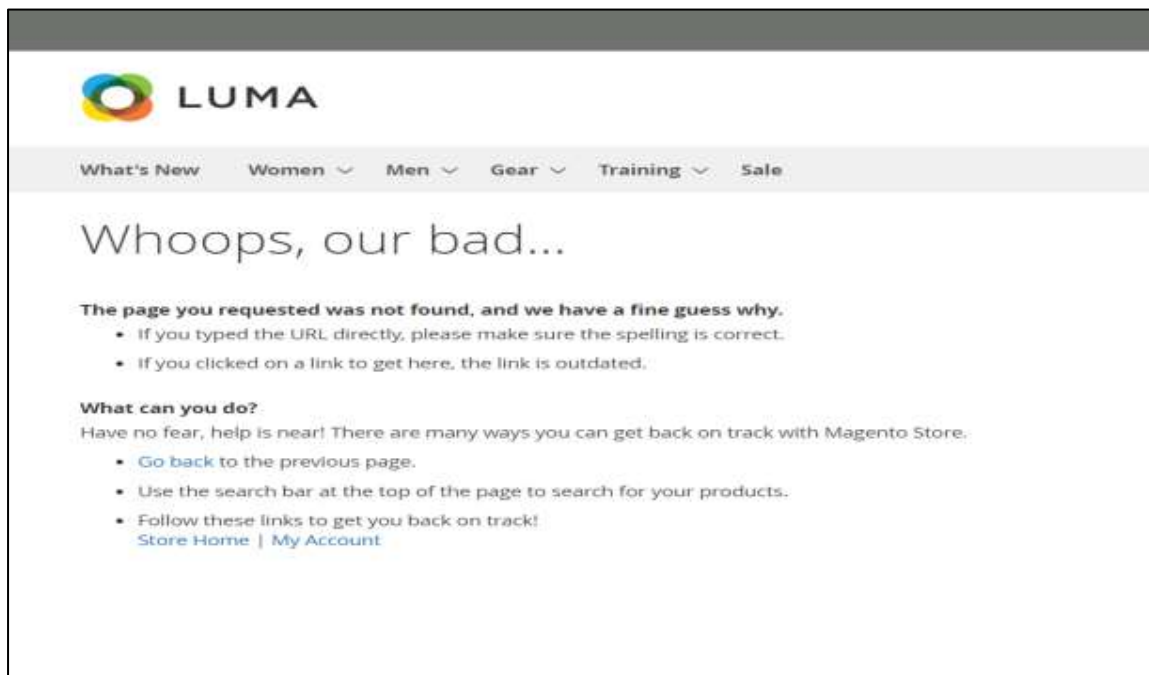 LUMA
What's New Women Men Gear Training Sale
Whoops, our bad...
The page you requested was not found, and we have a fine guess why.
• If you typed the URL directly, please make sure the spelling is correct.
• If you clicked on a link to get here, the link is outdated.
What can you do?
Have no fear, help is near! There are many ways you can get back on track with Magento Store.
• Go back to the previous page.
• Use the search bar at the top of the page to search for your products.
• Follow these links to get you back on track!
Store Home | My Account